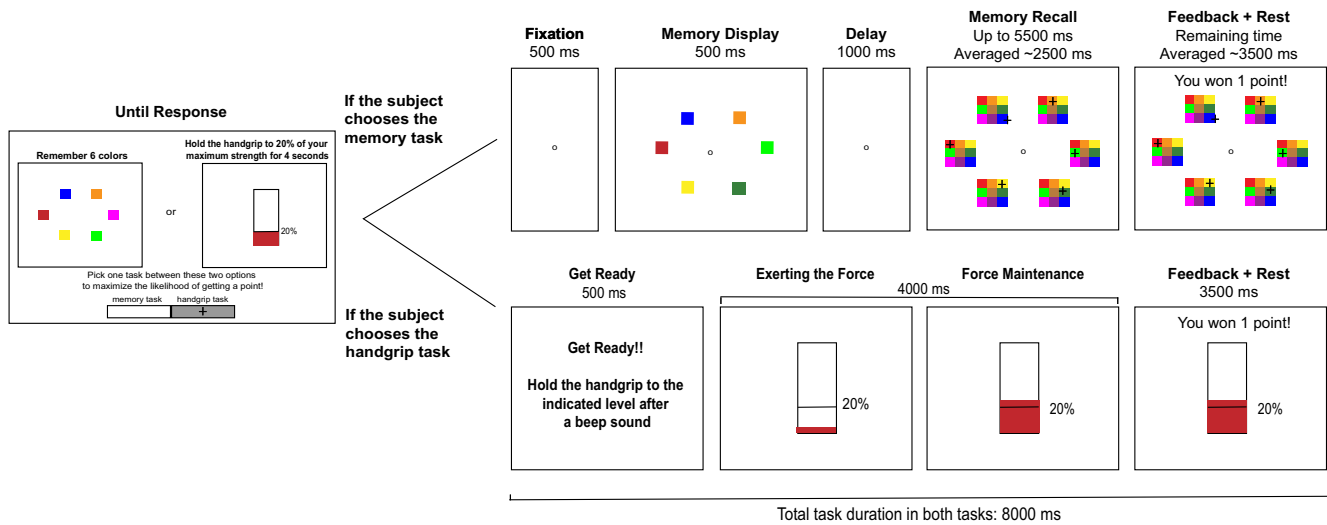 Until Response
Remember 6 colors
or
Hold the handgrip to 20% of your
maximum strength for 4 seconds
20%
Pick one task between these two options
to maximize the likelihood of getting a point!
memory task
handgrip task
If the subject
chooses the
memory task
Fixation
500 ms
Memory Display
500 ms
Delay
1000 ms
Memory Recall
Up to 5500 ms
Averaged ~2500 ms
Feedback + Rest
Remaining time
Averaged ~3500 ms
You won 1 point!
If the subject
chooses the
handgrip task
Get Ready
500 ms
Get Ready!!
Hold the handgrip to the
indicated level after
a beep sound
Exerting the Force
Force Maintenance
4000 ms
20%
20%
Feedback + Rest
3500 ms
You won 1 point!
20%
Total task duration in both tasks: 8000 ms